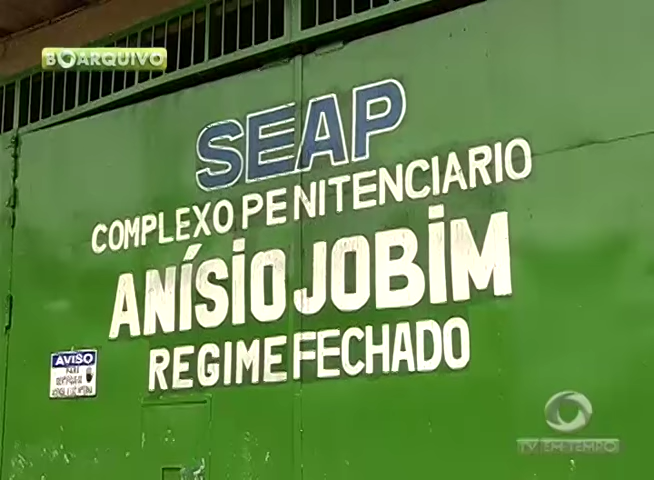 BOARQUIVO
SEAP
COMPLEXO PENITENCIARIO
ANÍSIO JOBIM
REGIME FECHADO
AVISO
TV EM TEMPO